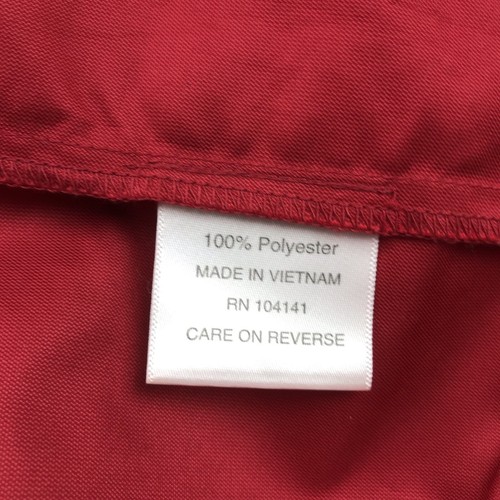 100% Polyester
MADE IN VIETNAM
RN 104141
CARE ON REVERSE